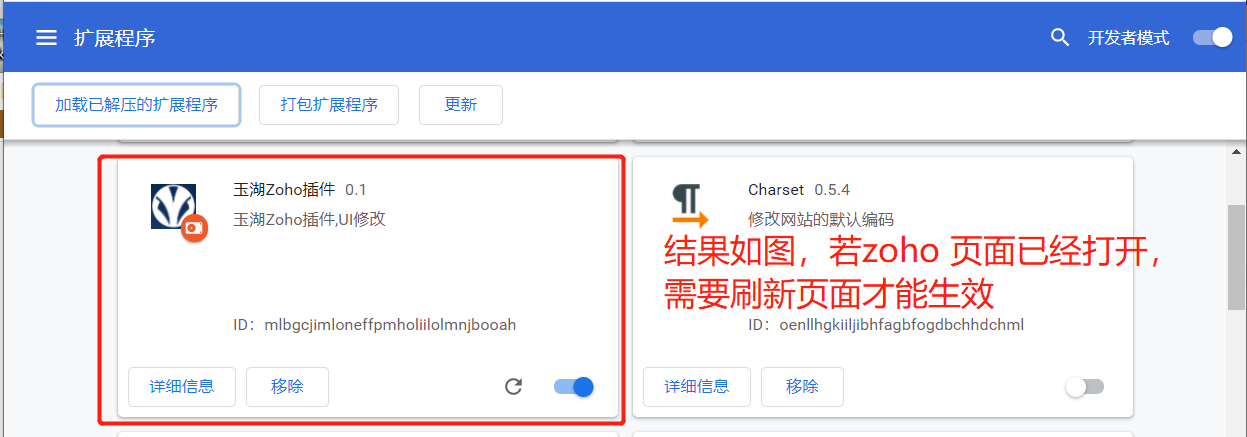 扩展程序
开发者模式
加载已解压的扩展程序
打包扩展程序
更新
玉湖Zoho插件 0.1
玉湖Zoho插件,UI修改
ID：mlbgcjimloneffpmholiilolmnjbooah
详细信息
移除
Charset 0.5.4
修改网站的默认编码
结果如图，若zoho 页面已经打开，
需要刷新页面才能生效
ID：oenllhgkiiljibhfagbfogdbchhdchml
详细信息
移除